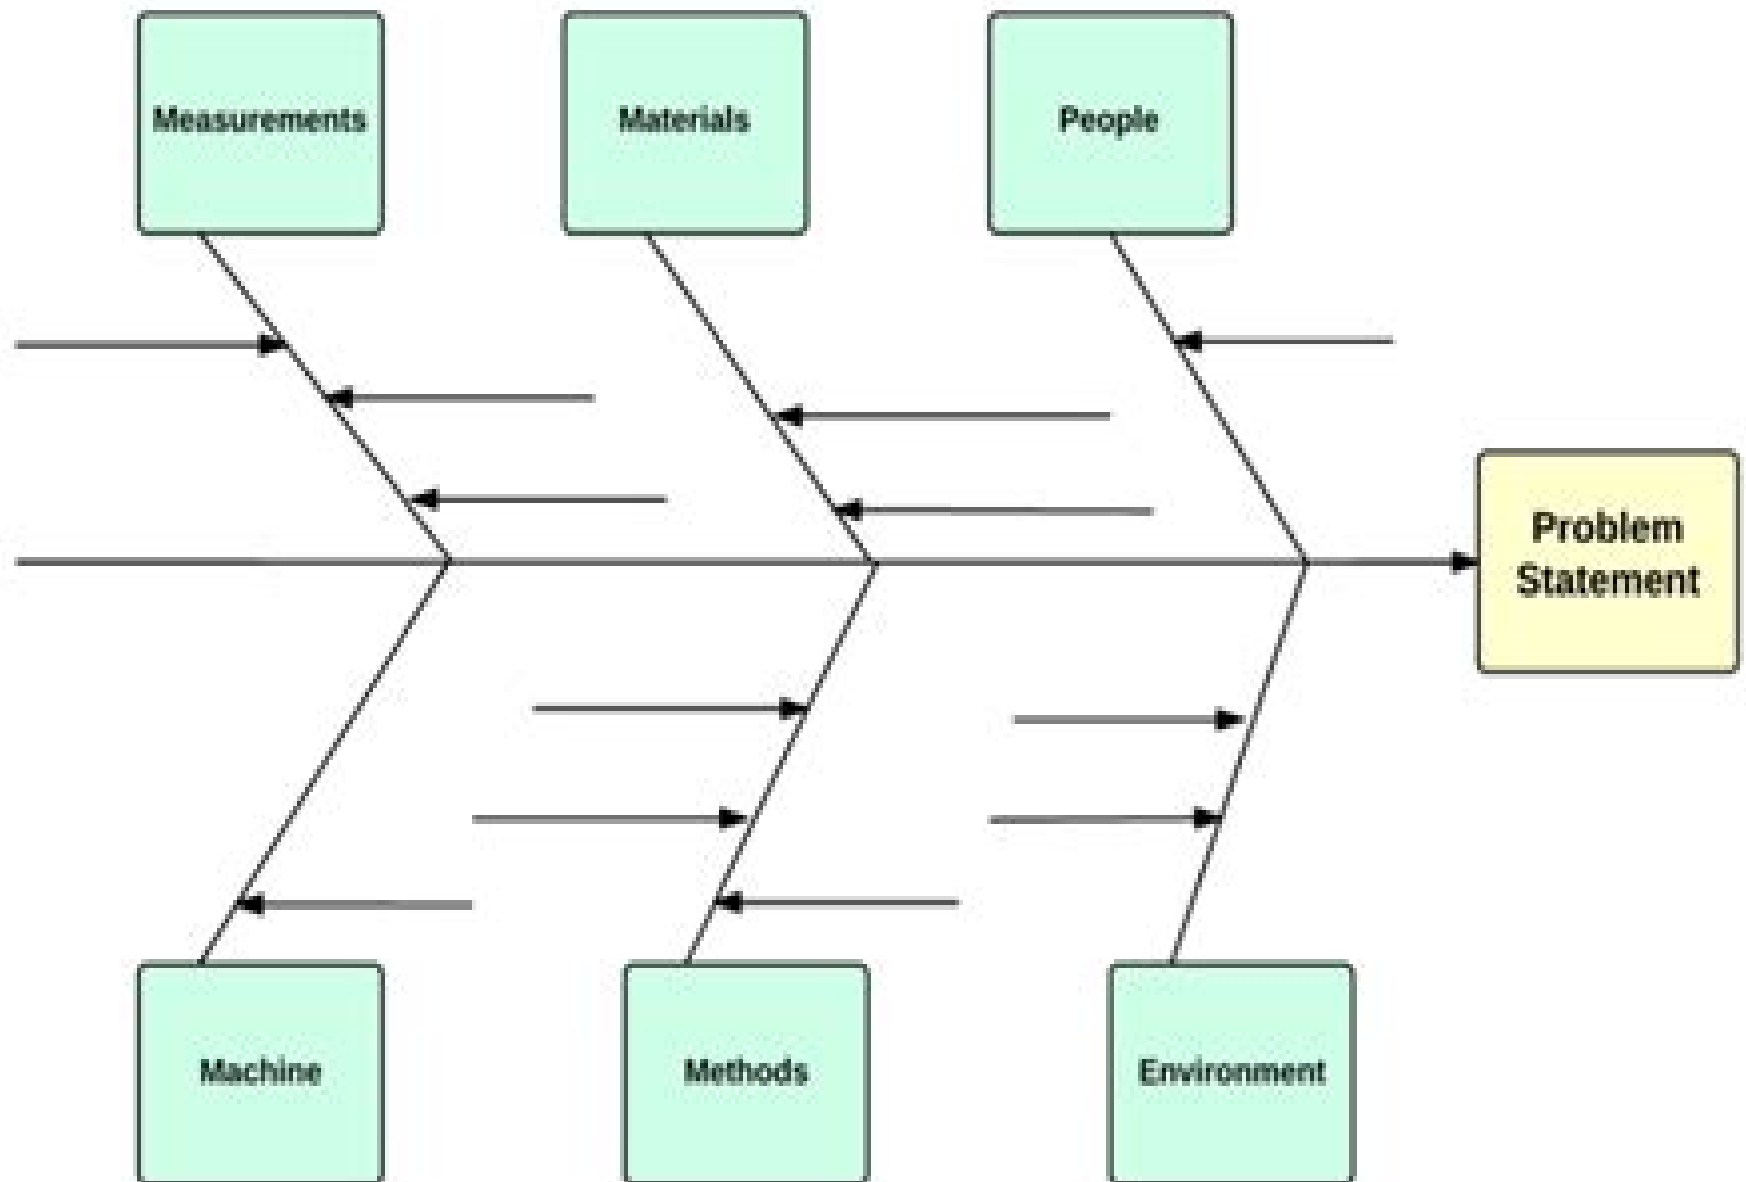 Measurements
Materials
People
Problem
Statement
Machine
Methods
Environment